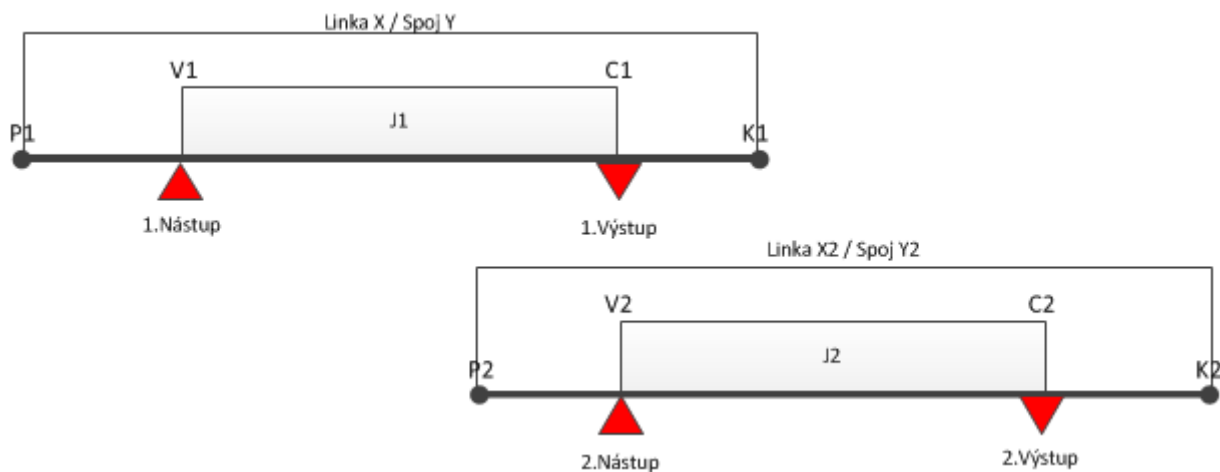 Linka X / Spoj Y
V1
C1
J1
P1
K1
1.Nástup
1.Výstup
Linka X2 / Spoj Y2
V2
C2
J2
P2
K2
2.Nástup
2.Výstup